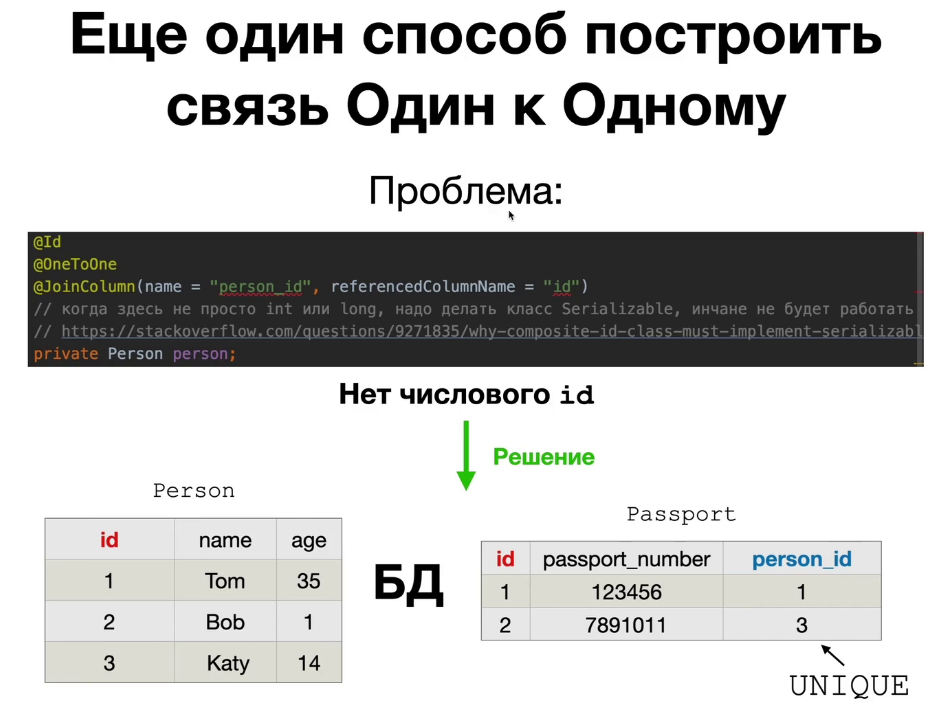 Еще один способ построить
связь Один к Одному
Проблема:
@Id
@OneToOne
@JoinColumn(name = "person_id", referencedColumnName = "id")
// когда здесь не просто int или long, надо делать класс Serializable, инчане не будет работать
// https://stackoverflow.com/questions/9271835/why-composite-id-class-must-implement-serializabl
private Person person;
Нет числового id
Решение
Person
id name age
1 Tom 35
2 Bob 1
3 Katy 14
БД
Passport
id passport_number person_id
1 123456 1
2 7891011 3
UNIQUE